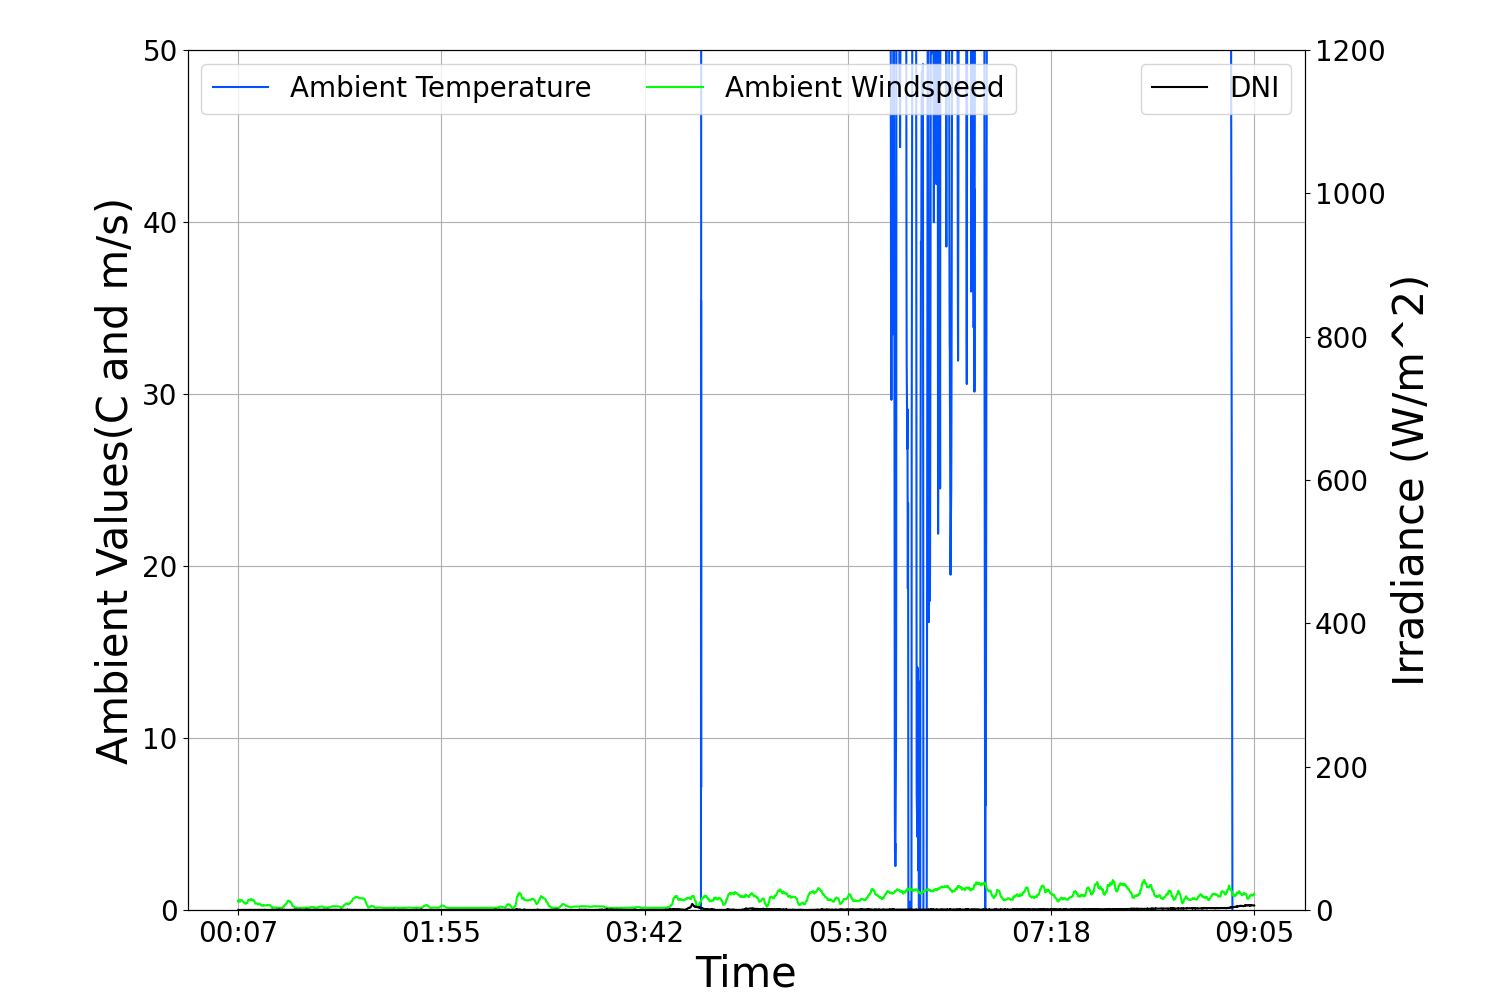 Ambient Temperature Ambient Windspeed DNI
Ambient Values(C and m/s)
50
40
30
20
10
0
1200
1000
800
600
400
200
0
Irradiance (W/m^2)
00:07 01:55 03:42 05:30 07:18 09:05
Time